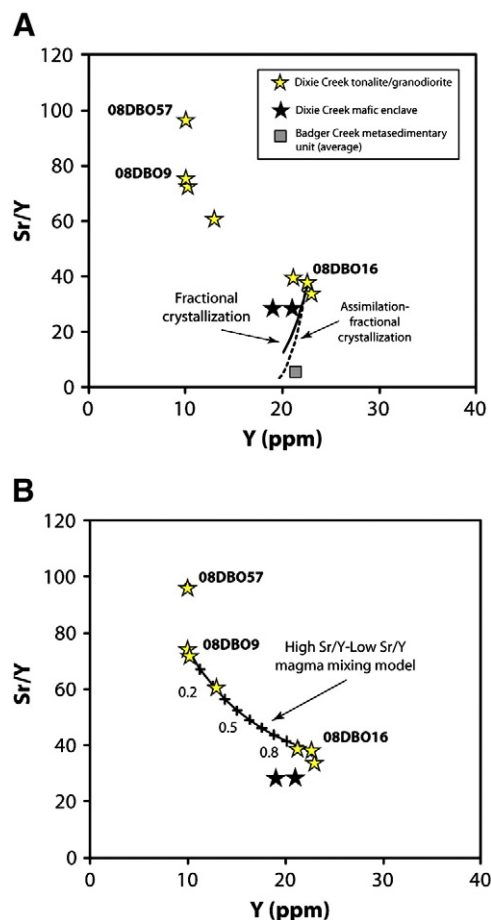 A
120
100
80
60
40
20
0
Sr/Y
0 10 20 30 40
Y (ppm)
Dixie Creek tonalite/granodiorite
Dixie Creek mafic enclave
Badger Creek metasedimentary
unit (average)
08DBO57
08DBO9
08DBO16
Fractional
crystallization
Assimilation-
fractional
crystallization
B
120
100
80
60
40
20
0
Sr/Y
0 10 20 30 40
Y (ppm)
08DBO57
08DBO9
High Sr/Y-Low Sr/Y
magma mixing model
0.2
0.5
0.8
08DBO16